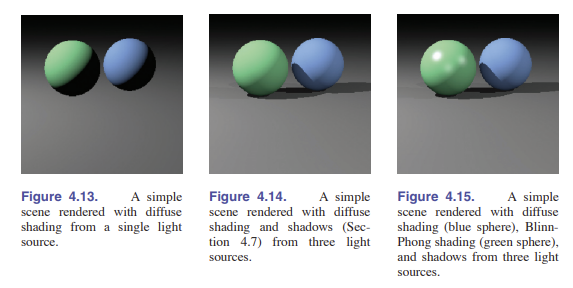 Figure 4.13. A simple
scene rendered with diffuse
shading from a single light
source.
Figure 4.14. A simple
scene rendered with diffuse
shading and shadows (Sec-
tion 4.7) from three light
sources.
Figure 4.15. A simple
scene rendered with diffuse
shading (blue sphere), Blinn-
Phong shading (green sphere),
and shadows from three light
sources.